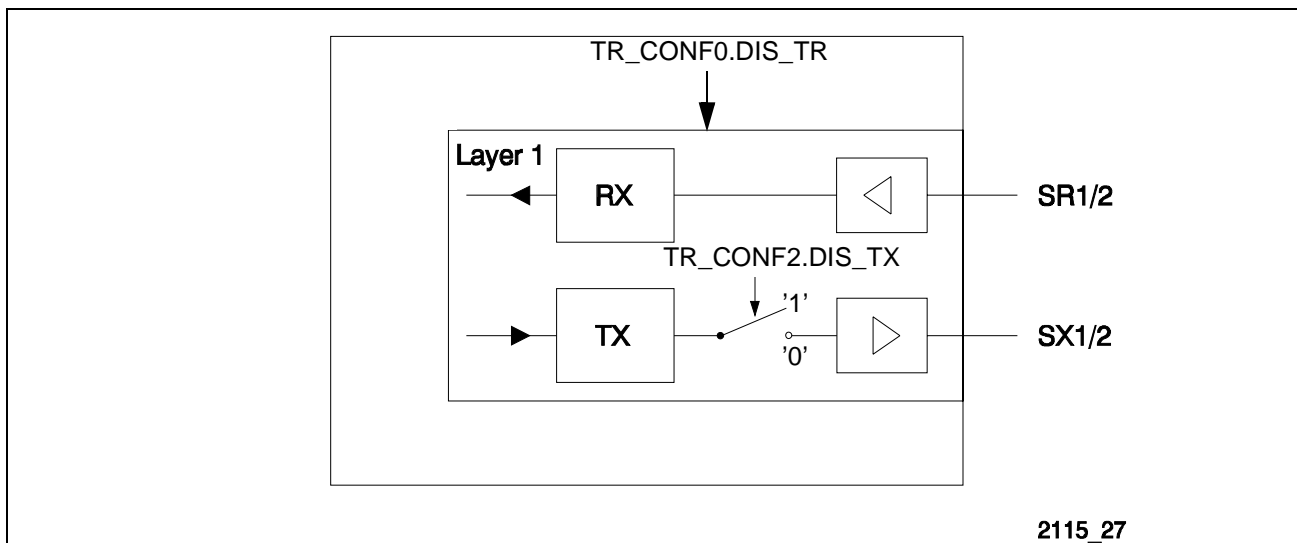 TR_CONF0.DIS_TR
Layer 1
RX
SR1/2
TR_CONF2.DIS_TX
'1'
TX
SX1/2
'0'
2115_27